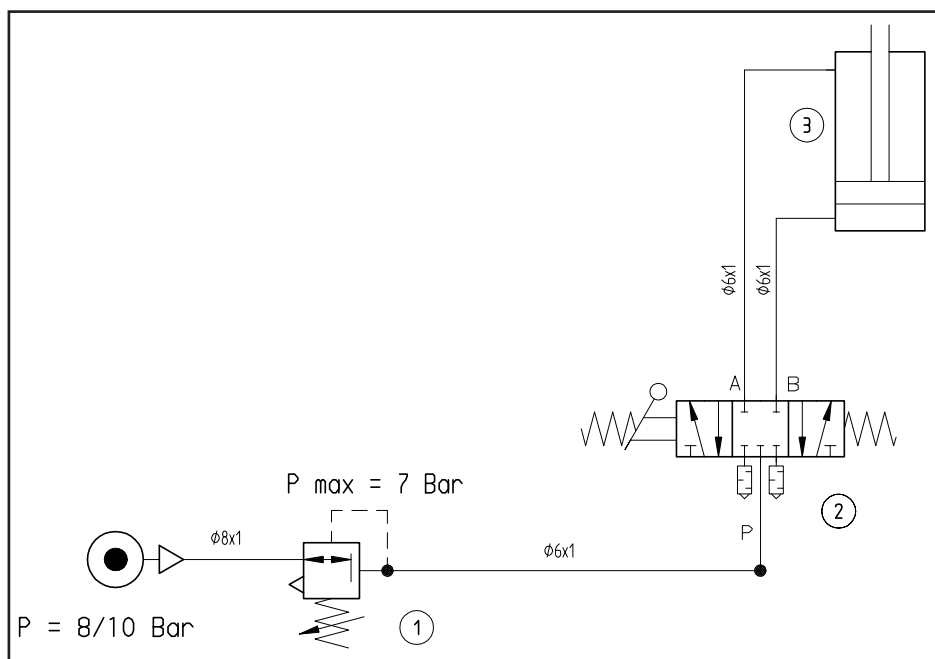 3
φ6x1
φ6x1
A
B
P max = 7 Bar
2
P
φ8x1
φ6x1
P = 8/10 Bar
1